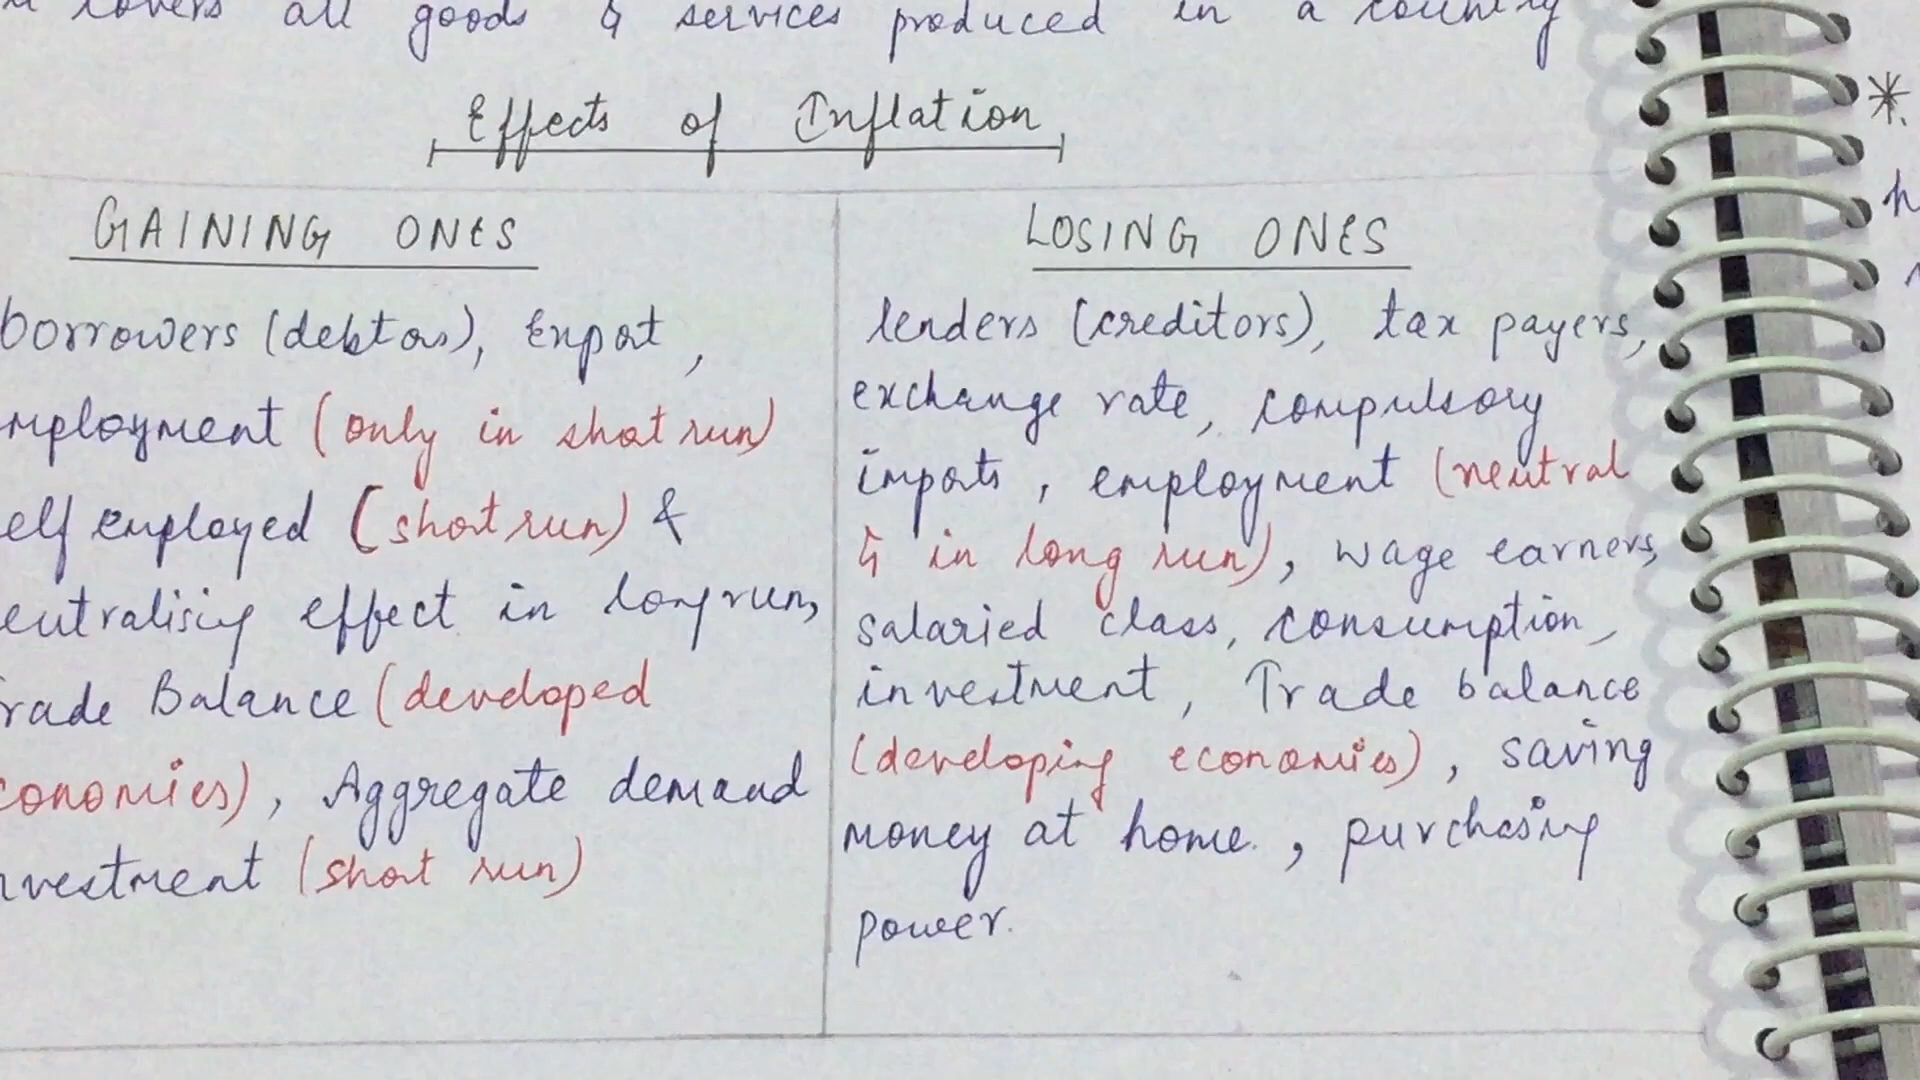 covers all goods & services produced in a country
Effects of Inflation
GAINING ONES
borrowers (debtors), Export,
mployment (only in short run)
elf employed (short run) &
eutralising effect in long run,
rade Balance (developed
conomies), Aggregate demand
nvestment (short run)
LOSING ONES
lenders (creditors), tax payers,
exchange rate, compulsory
imports, employment (neutral
& in long run), wage earners,
salaried class, consumption,
investment, Trade balance
(developing economies), saving
money at home, purchasing
power.